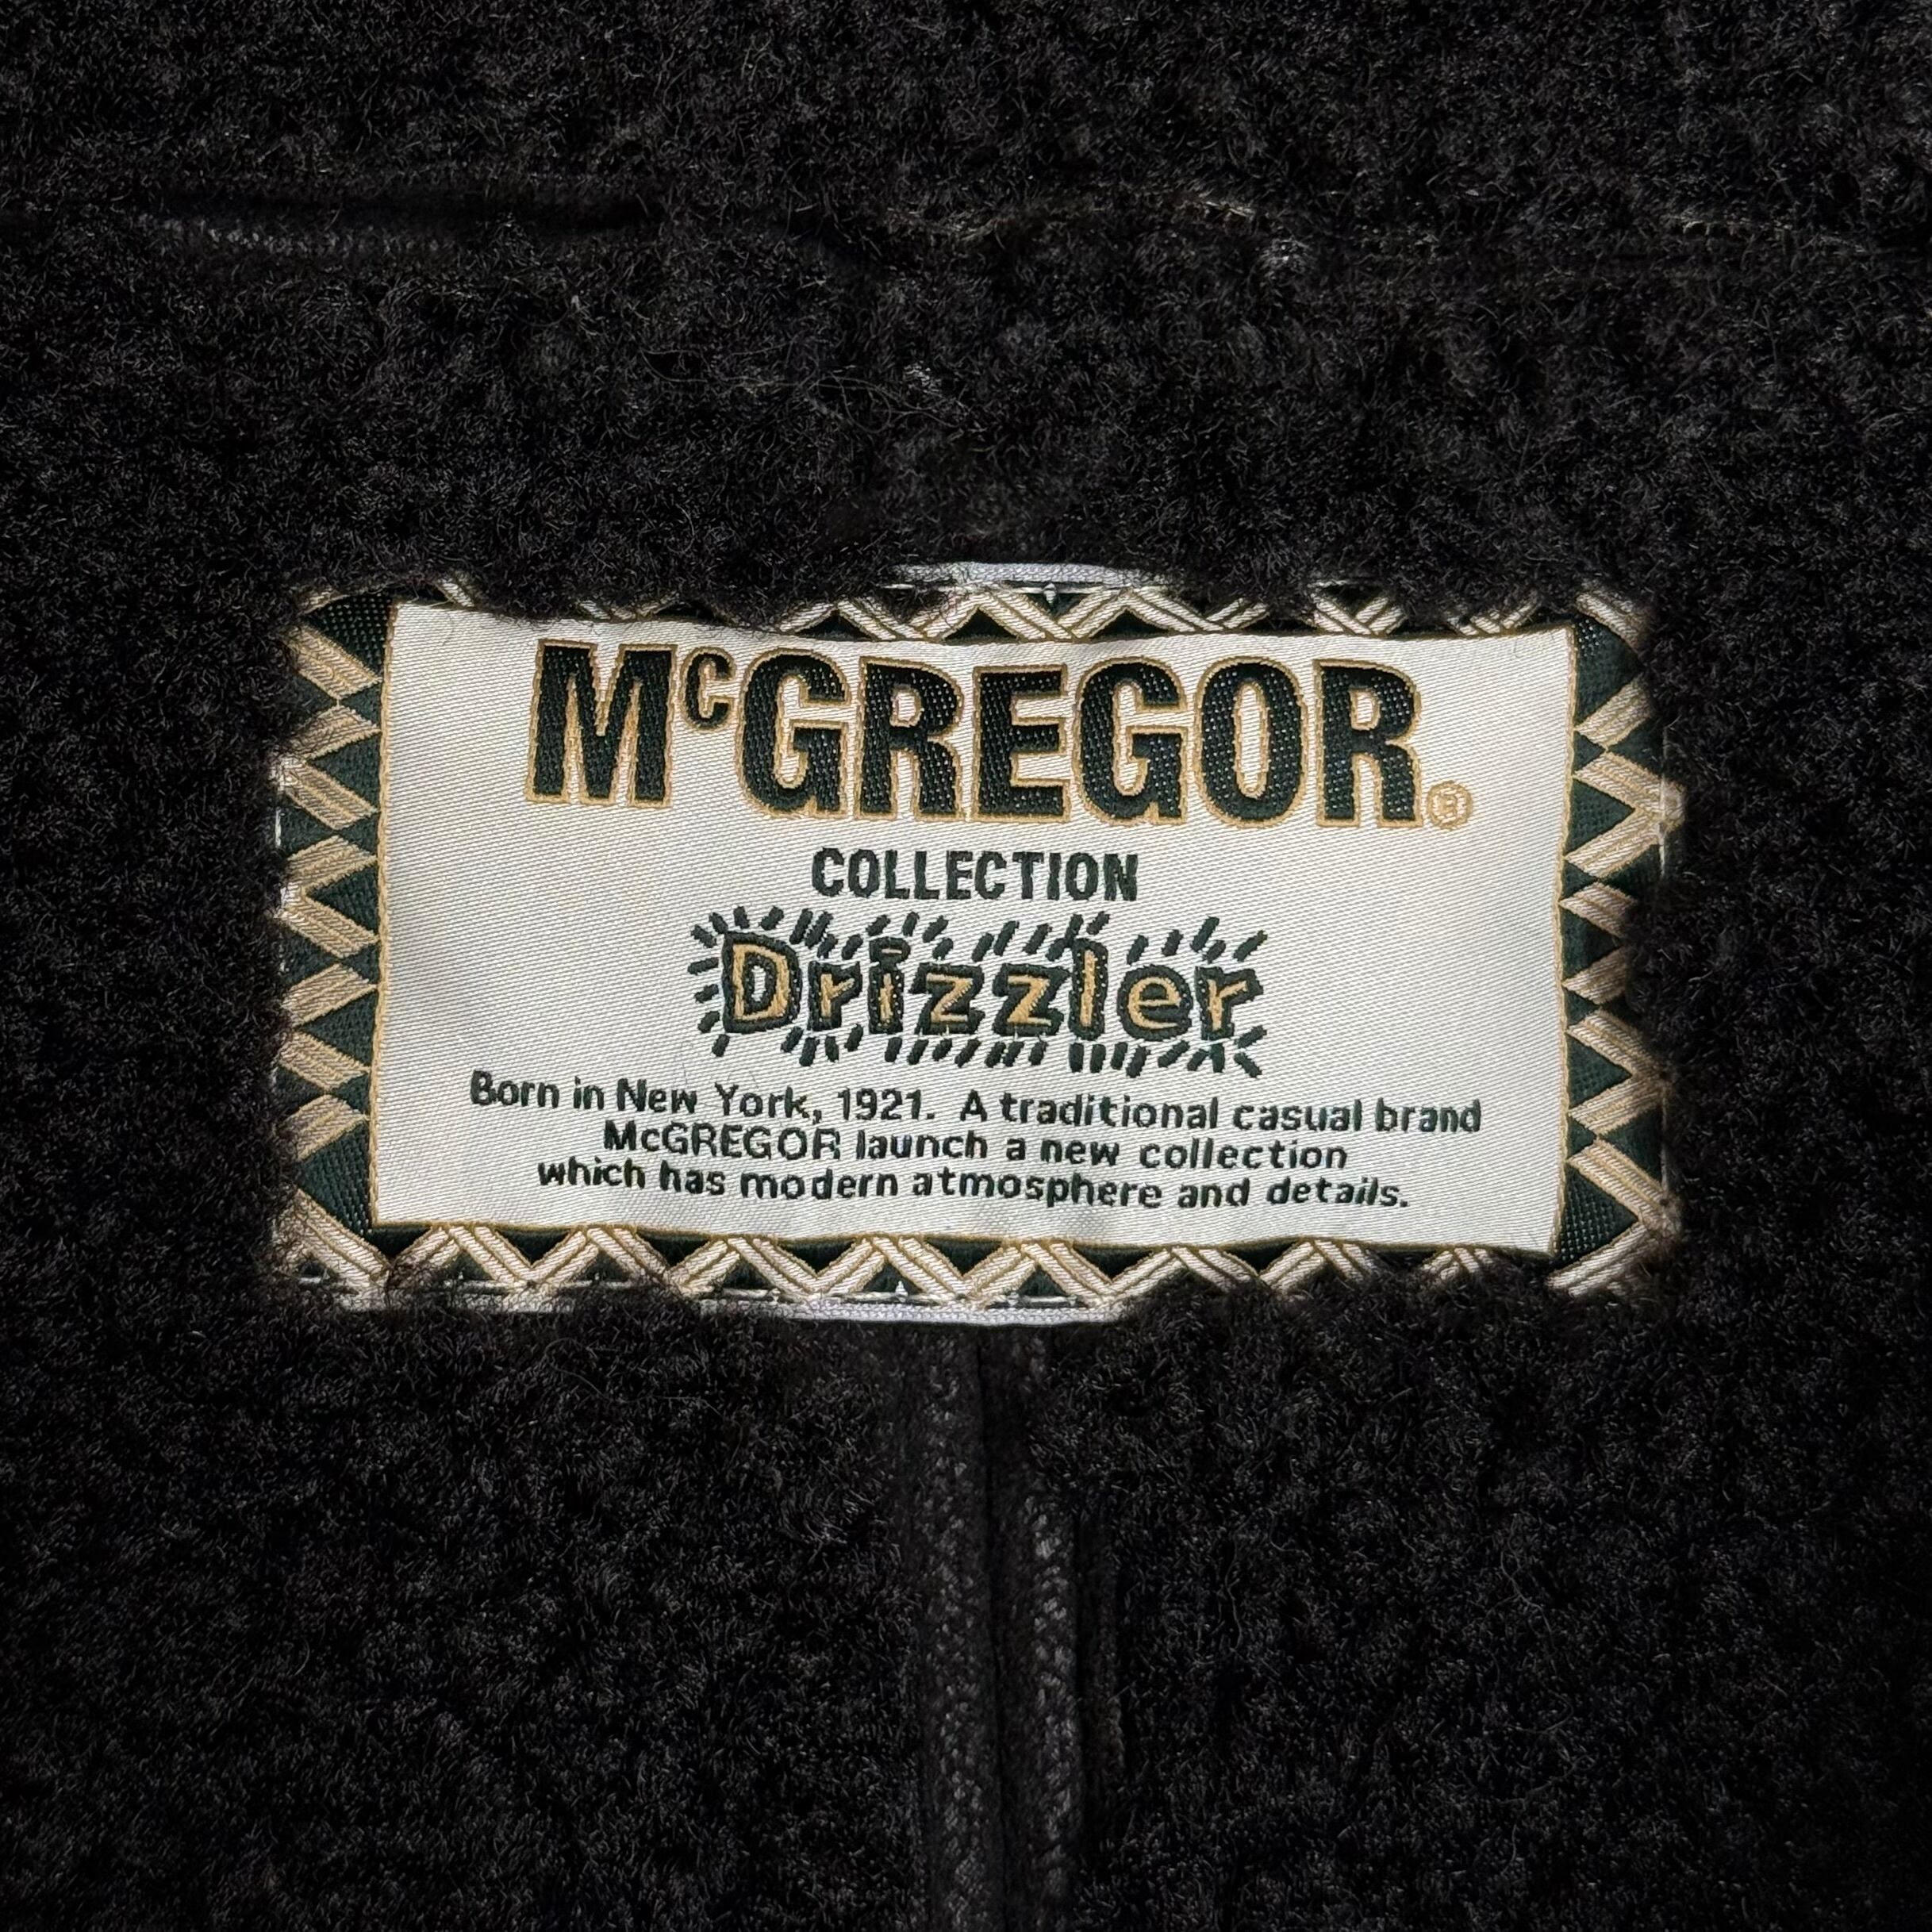 McGREGOR®
COLLECTION
Drizzler
Born in New York, 1921. A traditional casual brand
McGREGOR launch a new collection
which has modern atmosphere and details.